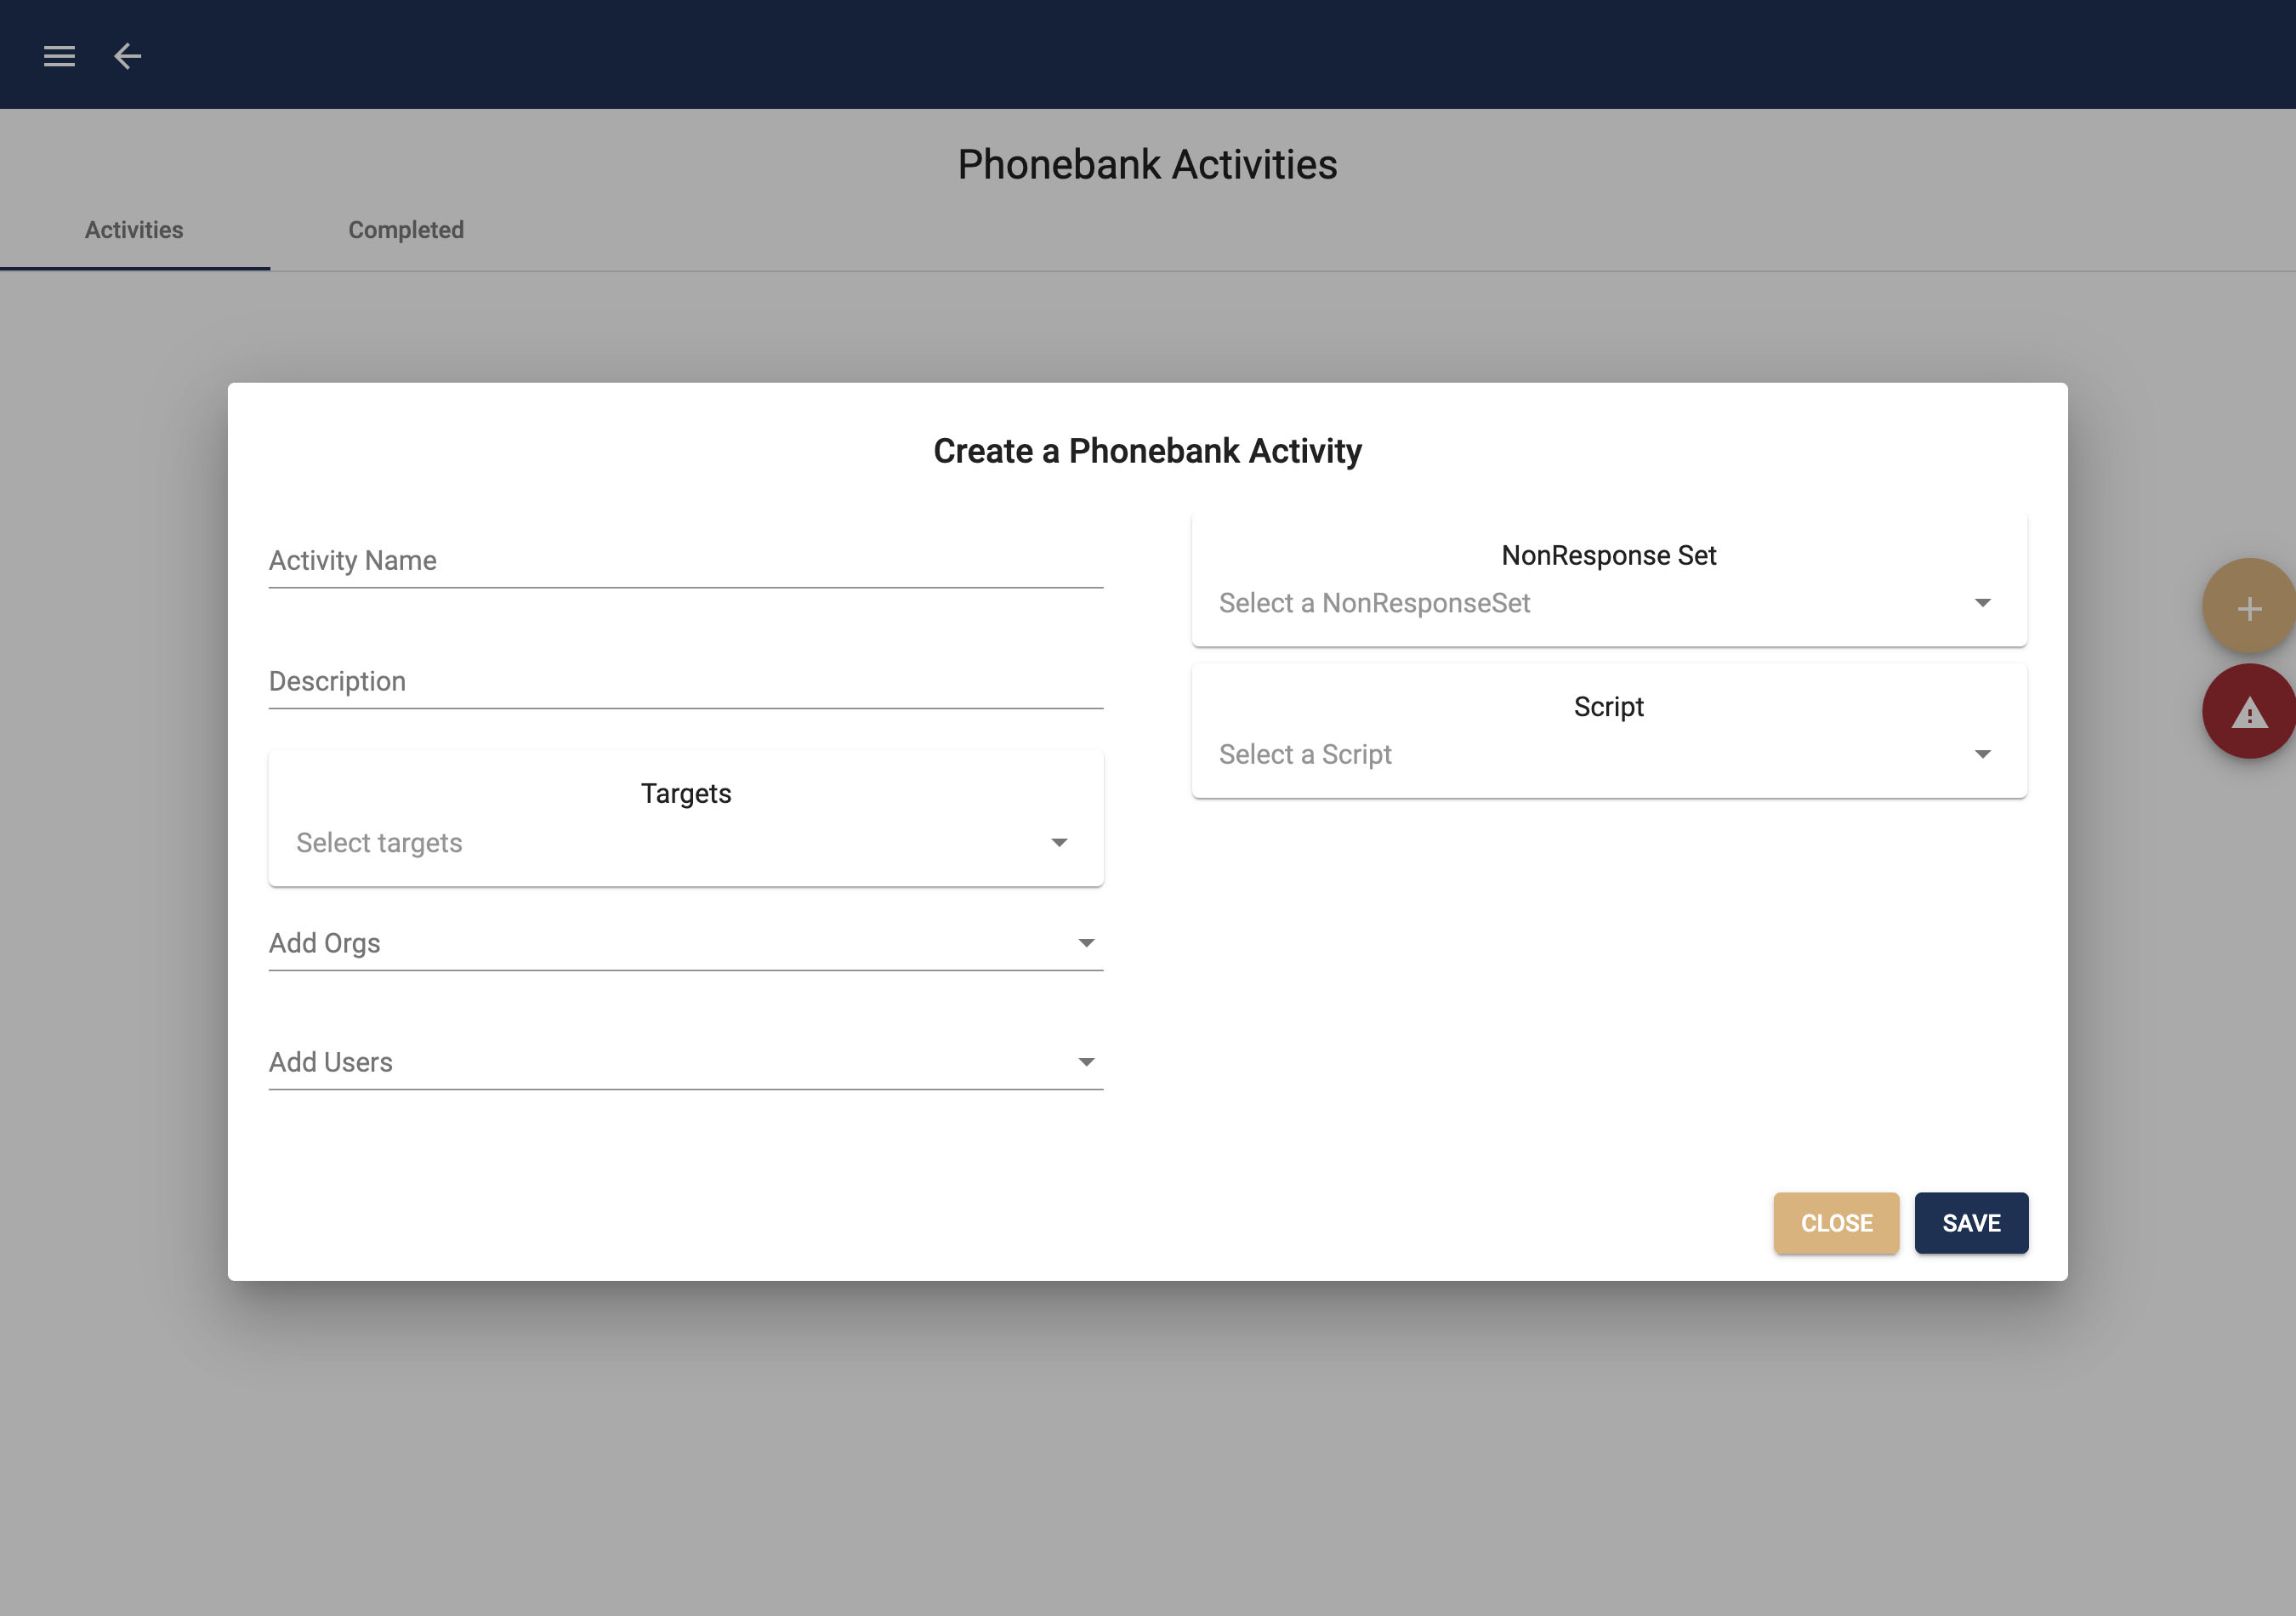 Phonebank Activities
Activities
Completed
Create a Phonebank Activity
Activity Name
Description
Targets
Select targets
Add Orgs
Add Users
NonResponse Set
Select a NonResponseSet
Script
Select a Script
CLOSE
SAVE